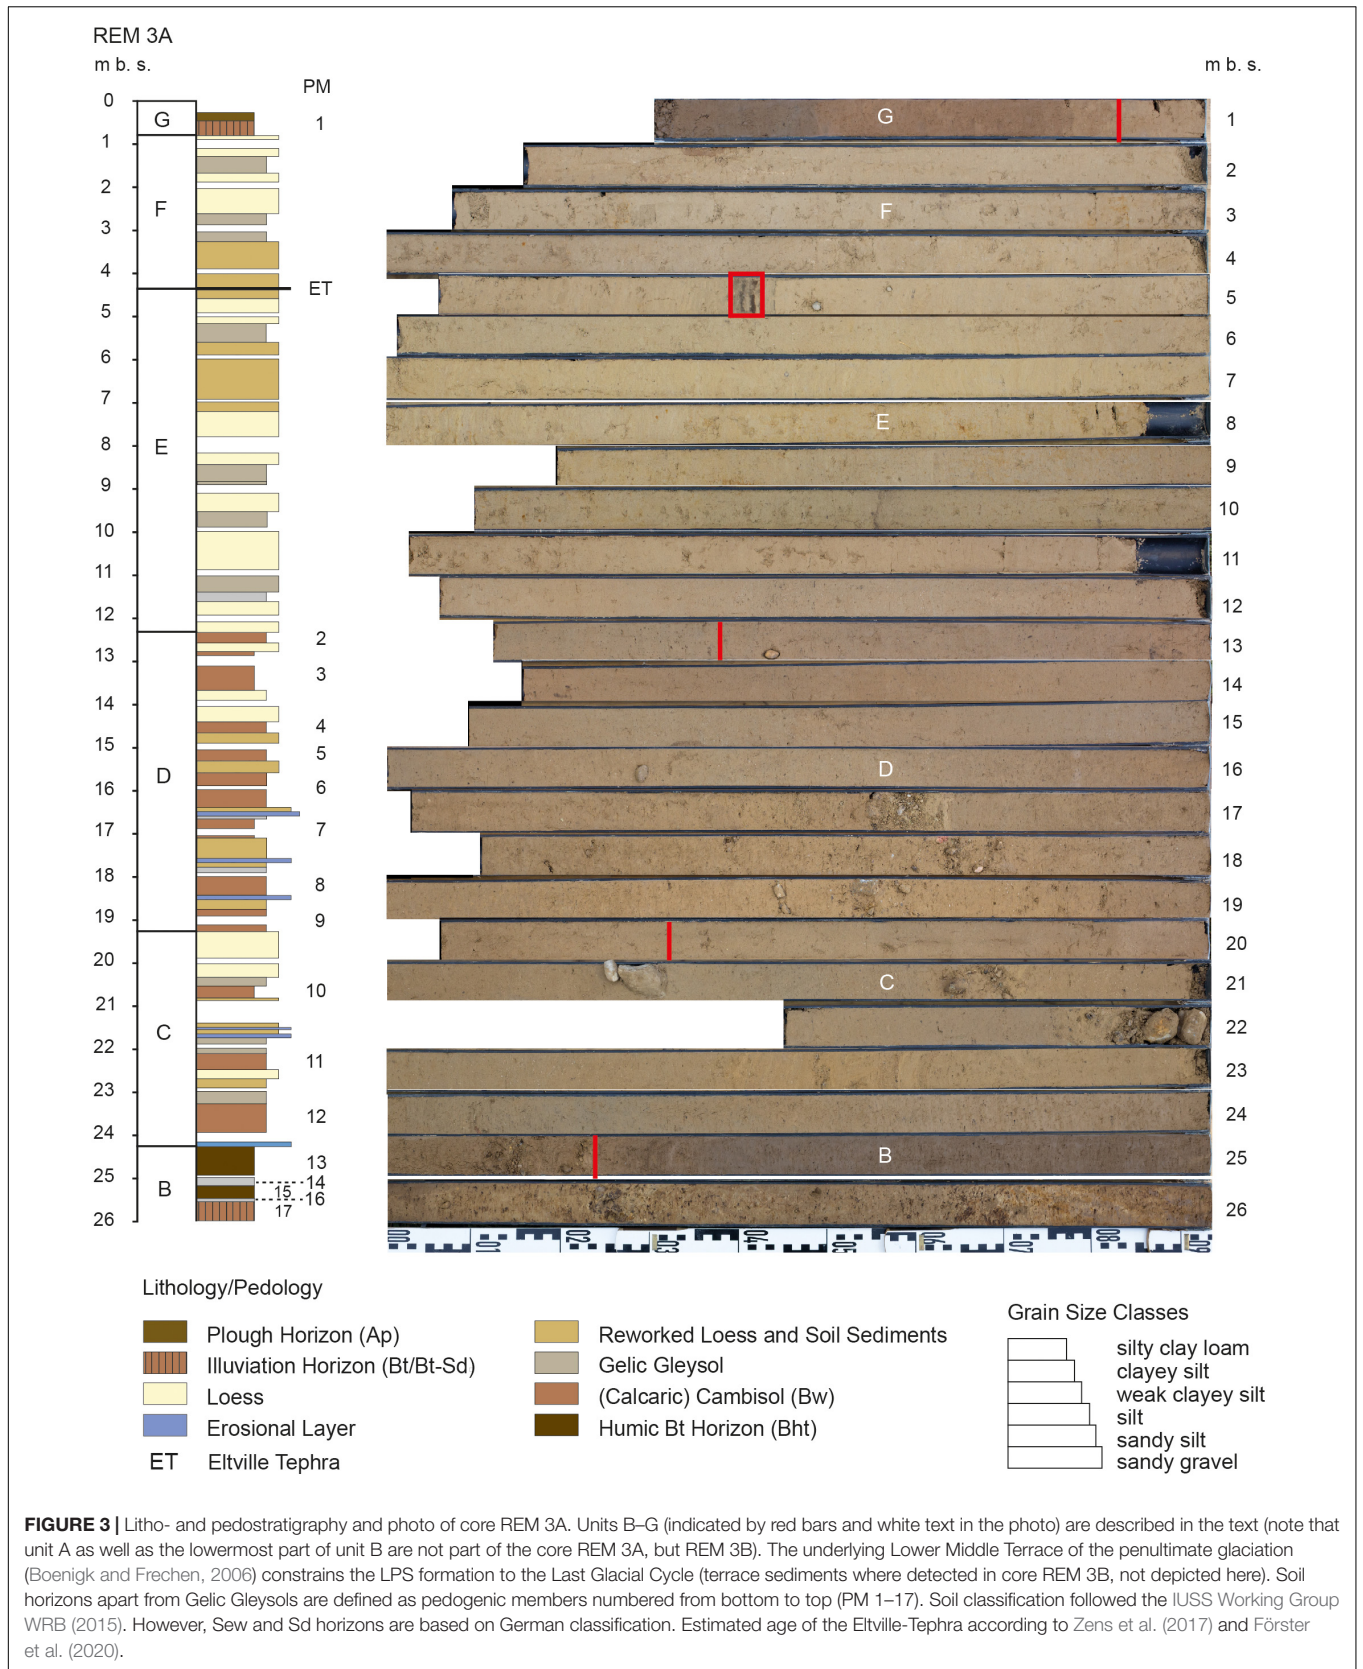 REM 3A
m b. s.
PM
m b. s.
0
G
1
G
1
1
F
2
2
F
3
3
4
4
ET
5
5
6
6
7
7
E
E
8
8
9
9
10
10
11
11
12
12
2
13
13
3
14
14
4
15
15
5
D
D
16
16
6
17
17
7
18
18
8
19
19
9
20
20
10
C
21
21
C
22
22
11
23
23
12
24
24
13
B
25
25
14
B
15
16
17
26
26
00
01
02
03
04
05
06
07
08
09
Lithology/Pedology
Plough Horizon (Ap)
Illuviation Horizon (Bt/Bt-Sd)
Loess
Erosional Layer
ET Eltville Tephra
Reworked Loess and Soil Sediments
Gelic Gleysol
(Calcaric) Cambisol (Bw)
Humic Bt Horizon (Bht)
Grain Size Classes
silty clay loam
clayey silt
weak clayey silt
silt
sandy silt
sandy gravel
FIGURE 3 | Litho- and pedostratigraphy and photo of core REM 3A. Units B–G (indicated by red bars and white text in the photo) are described in the text (note that
unit A as well as the lowermost part of unit B are not part of the core REM 3A, but REM 3B). The underlying Lower Middle Terrace of the penultimate glaciation
(Boenigk and Frechen, 2006) constrains the LPS formation to the Last Glacial Cycle (terrace sediments where detected in core REM 3B, not depicted here). Soil
horizons apart from Gelic Gleysols are defined as pedogenic members numbered from bottom to top (PM 1–17). Soil classification followed the IUSS Working Group
WRB (2015). However, Sew and Sd horizons are based on German classification. Estimated age of the Eltville-Tephra according to Zens et al. (2017) and Förster
et al. (2020).